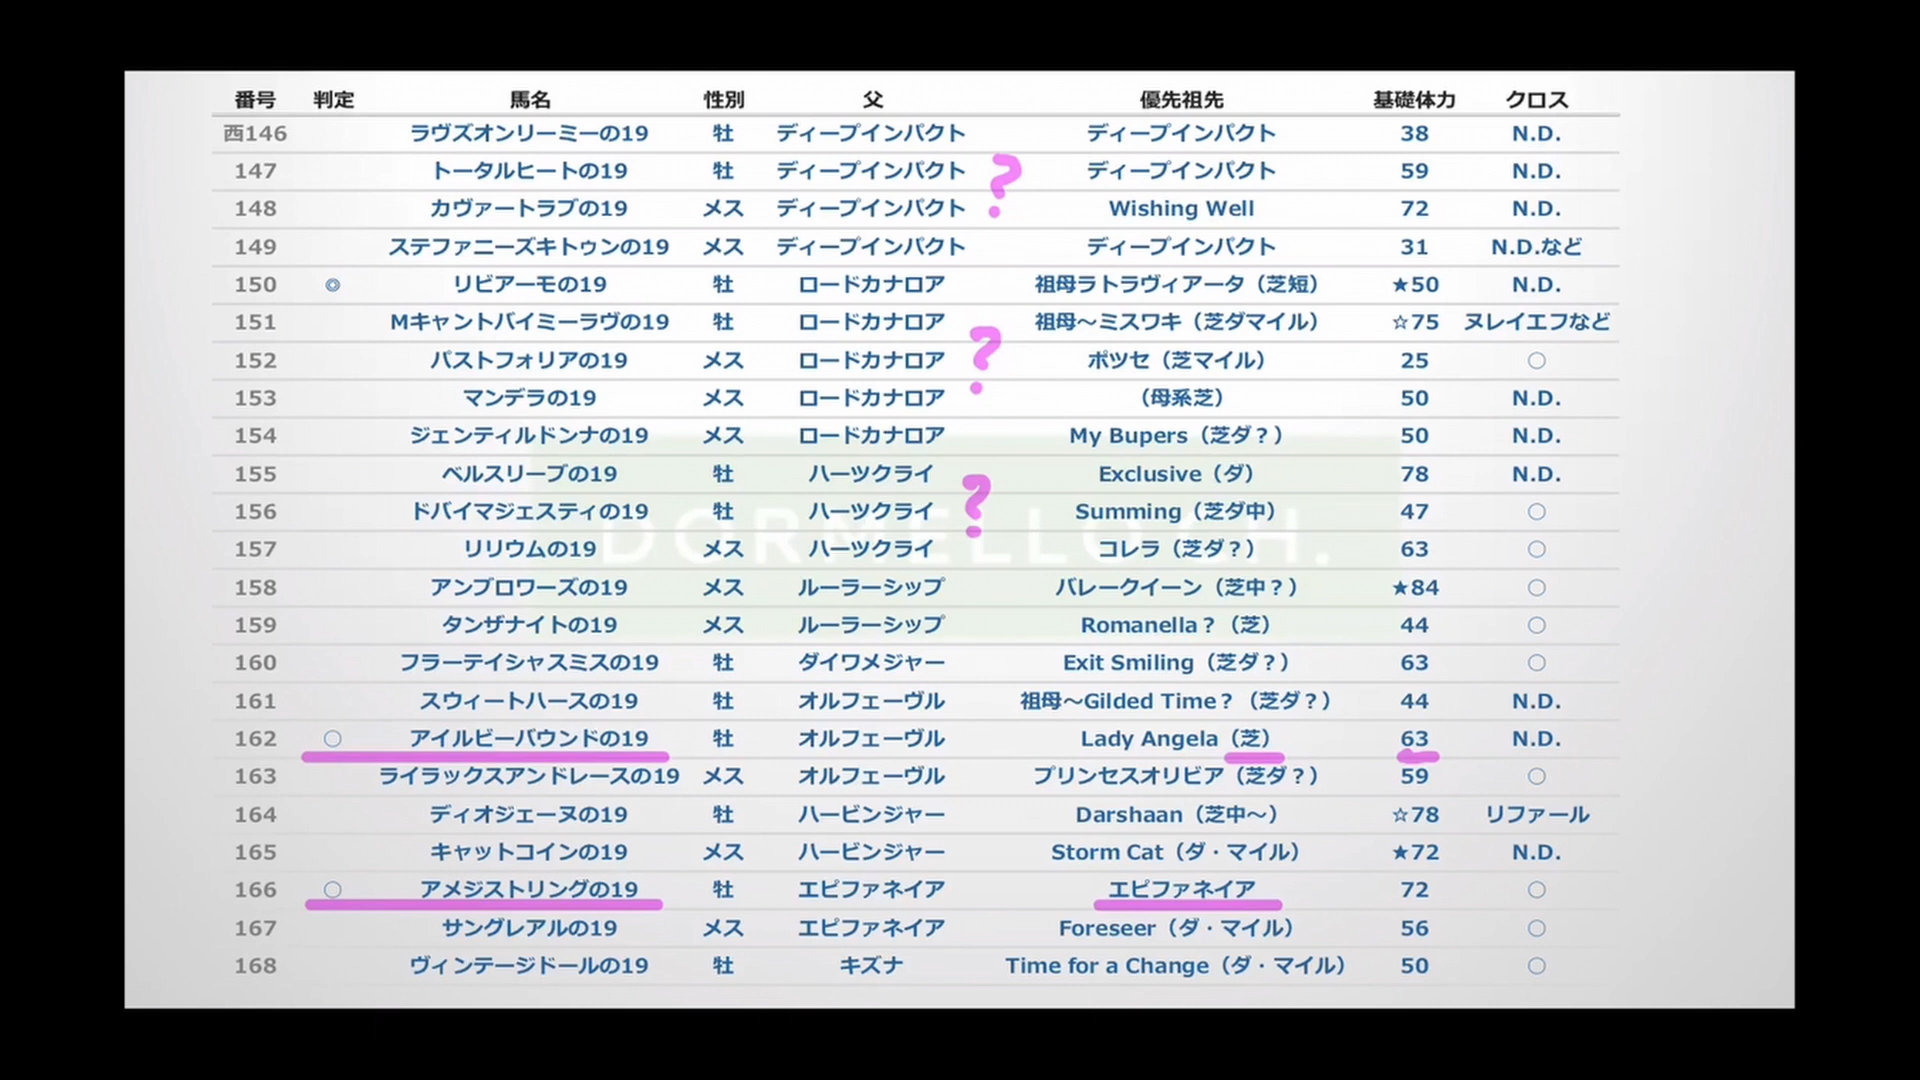 番号 判定 馬名 性別 父 優先祖先 基礎体力 クロス
西146 ラヴズオンリーミーの19 牡 ディープインパクト ディープインパクト 38 N.D.
147 トータルヒートの19 牡 ディープインパクト ? ディープインパクト 59 N.D.
148 カヴァートラブの19 メス ディープインパクト Wishing Well 72 N.D.
149 ステファニーズキトゥンの19 メス ディープインパクト ディープインパクト 31 N.D.など
150 ◎ リビアーモの19 牡 ロードカナロア 祖母ラトラヴィアータ（芝短） ★50 N.D.
151 Mキャントバイミーラヴの19 牡 ロードカナロア 祖母～ミスワキ（芝ダマイル） ☆75 ヌレイエフなど
152 パストフォリアの19 メス ロードカナロア ? ポツセ（芝マイル） 25 ○
153 マンデラの19 メス ロードカナロア （母系芝） 50 N.D.
154 ジェンティルドンナの19 メス ロードカナロア My Bupers（芝ダ？） 50 N.D.
155 ベルスリーブの19 牡 ハーツクライ Exclusive（ダ） 78 N.D.
156 ドバイマジェスティの19 牡 ハーツクライ ? Summing（芝ダ中） 47 ○
157 リリウムの19 メス ハーツクライ コレラ（芝ダ？） 63 ○
DORMELLO CH.
158 アンブロワーズの19 メス ルーラーシップ バレークイーン（芝中？） ★84 ○
159 タンザナイトの19 メス ルーラーシップ Romanella？（芝） 44 ○
160 フラーテイシャスミスの19 牡 ダイワメジャー Exit Smiling（芝ダ？） 63 ○
161 スウィートハースの19 牡 オルフェーヴル 祖母～Gilded Time？（芝ダ？） 44 N.D.
162 ○ アイルビーバウンドの19 牡 オルフェーヴル Lady Angela（芝） 63 N.D.
163 ライラックスアンドレースの19 メス オルフェーヴル プリンセスオリビア（芝ダ？） 59 ○
164 ディオジェーヌの19 牡 ハービンジャー Darshaan（芝中～） ☆78 リファール
165 キャットコインの19 メス ハービンジャー Storm Cat（ダ・マイル） ★72 N.D.
166 ○ アメジストリングの19 牡 エピファネイア エピファネイア 72 ○
167 サングレアルの19 メス エピファネイア Foreseer（ダ・マイル） 56 ○
168 ヴィンテージドールの19 牡 キズナ Time for a Change（ダ・マイル） 50 ○